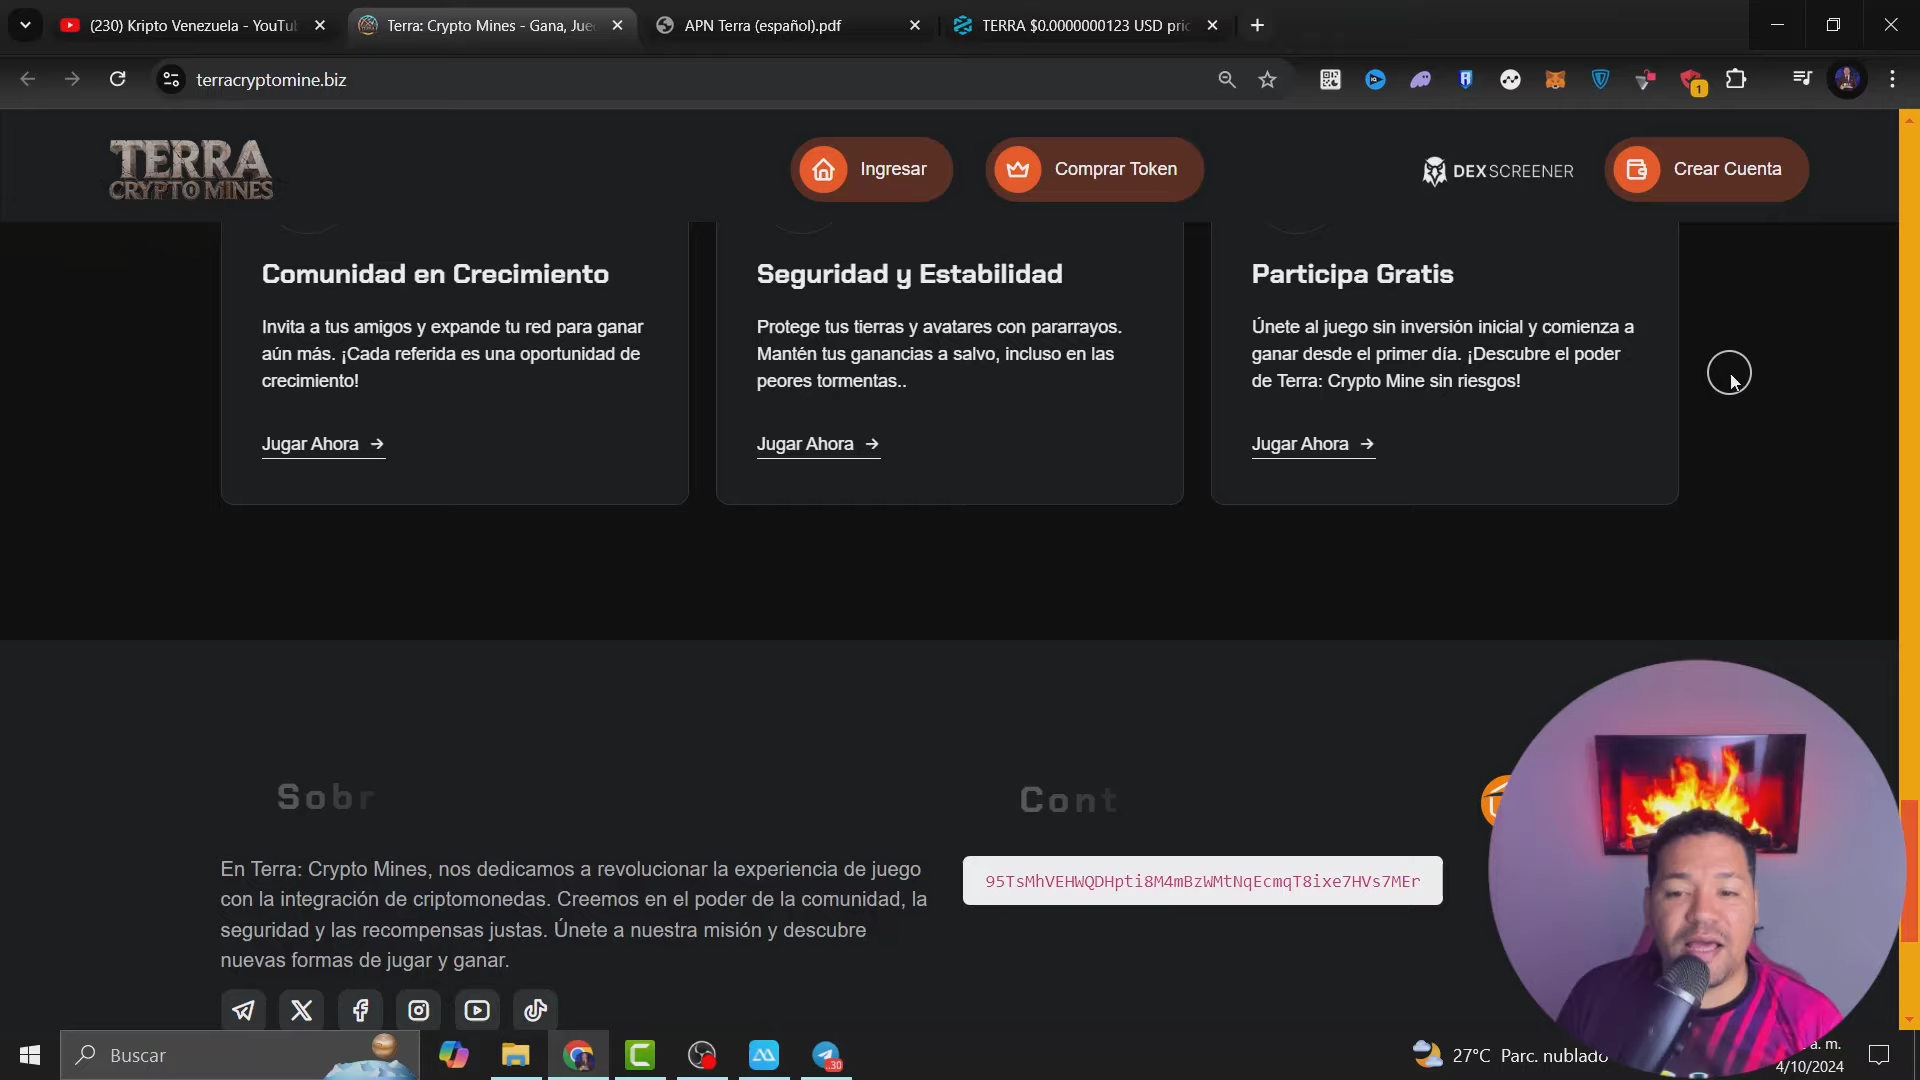 (230) Kripto Venezuela - YouTu
Terra: Crypto Mines - Gana, Jue
APN Terra (español).pdf
TERRA $0.0000000123 USD pric
terracryptomine.biz
1
TERRA
CRYPTO MINES
Ingresar
Comprar Token
DEXSCREENER
Crear Cuenta
Comunidad en Crecimiento
Invita a tus amigos y expande tu red para ganar
aún más. ¡Cada referida es una oportunidad de
crecimiento!
Jugar Ahora
Seguridad y Estabilidad
Protege tus tierras y avatares con pararrayos.
Mantén tus ganancias a salvo, incluso en las
peores tormentas..
Jugar Ahora
Participa Gratis
Únete al juego sin inversión inicial y comienza a
ganar desde el primer día. ¡Descubre el poder
de Terra: Crypto Mine sin riesgos!
Jugar Ahora
Sobr
En Terra: Crypto Mines, nos dedicamos a revolucionar la experiencia de juego
con la integración de criptomonedas. Creemos en el poder de la comunidad, la
seguridad y las recompensas justas. Únete a nuestra misión y descubre
nuevas formas de jugar y ganar.
Cont
95TsMhVEHWQDHpti8M4mBzWMtNqEcmqT8ixe7HVs7MEr
Buscar
30
27°C Parc. nublado
a. m.
4/10/2024